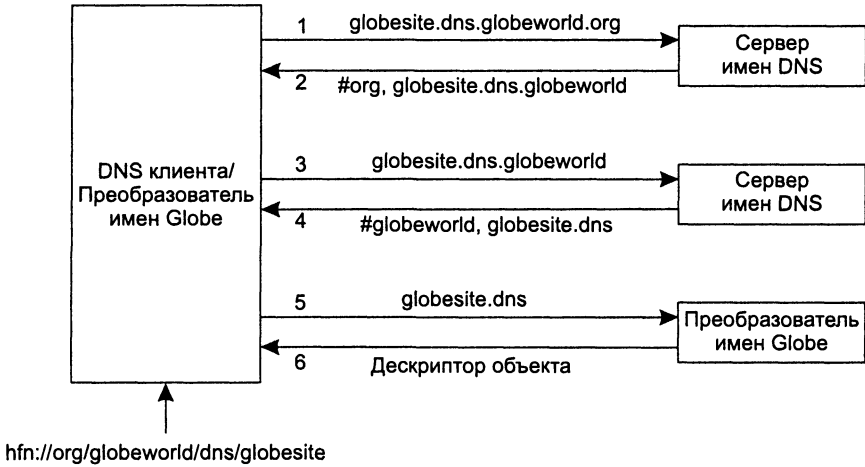 1 globesite.dns.globeworld.org
Сервер
имен DNS
2 #org, globesite.dns.globeworld
DNS клиента/
Преобразователь
имен Globe
3 globesite.dns.globeworld
Сервер
имен DNS
4 #globeworld, globesite.dns
5 globesite.dns
Преобразователь
имен Globe
6 Дескриптор объекта
hfn://org/globeworld/dns/globesite